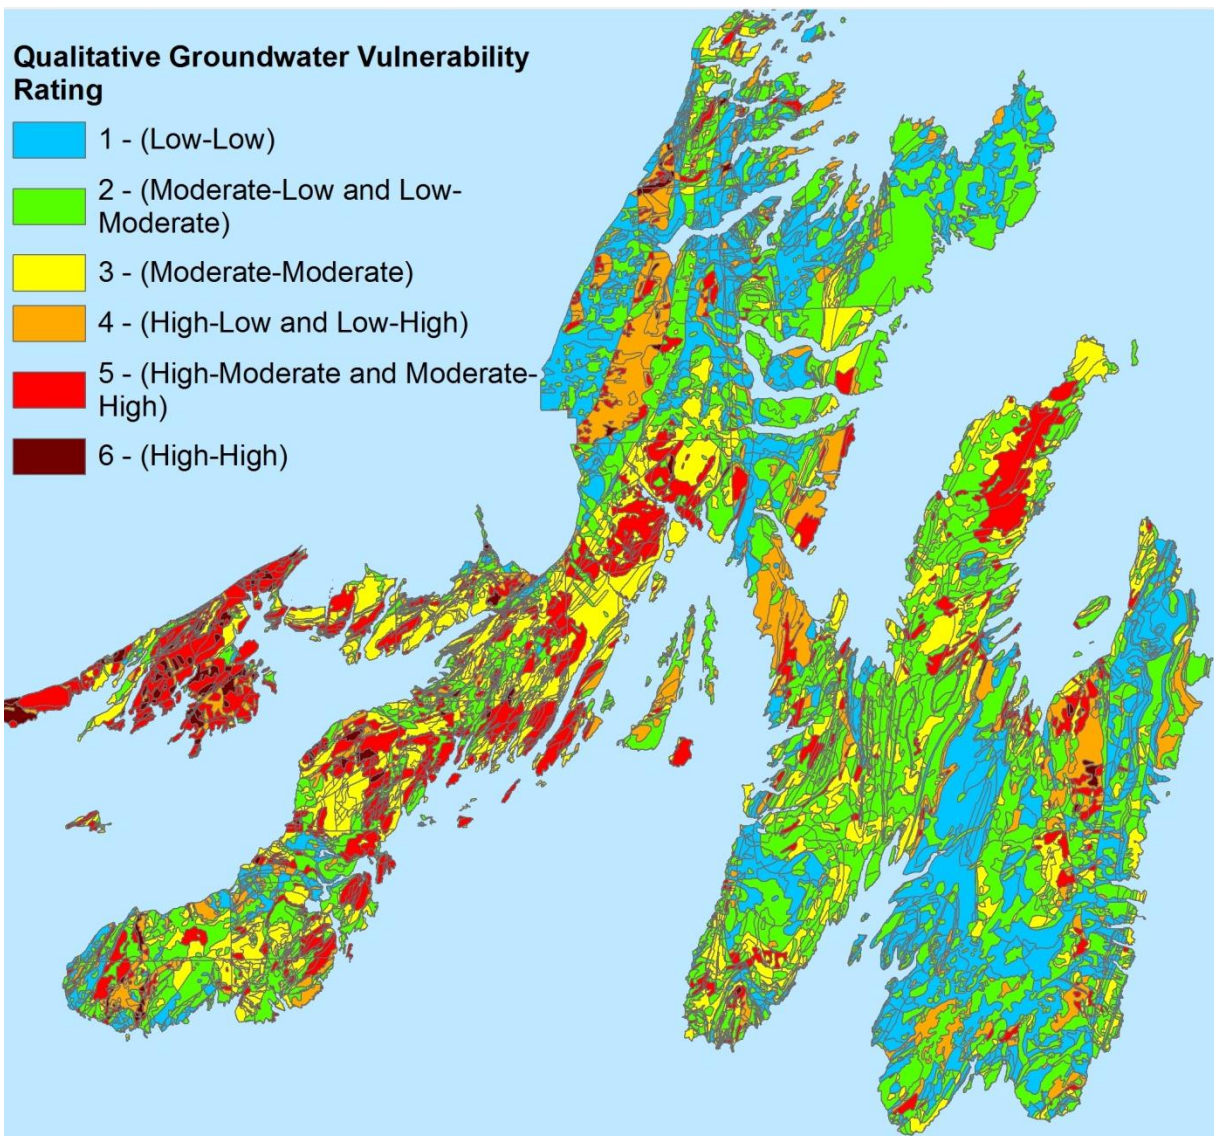 Qualitative Groundwater Vulnerability
Rating
1 - (Low-Low)
2 - (Moderate-Low and Low-
Moderate)
3 - (Moderate-Moderate)
4 - (High-Low and Low-High)
5 - (High-Moderate and Moderate-
High)
6 - (High-High)